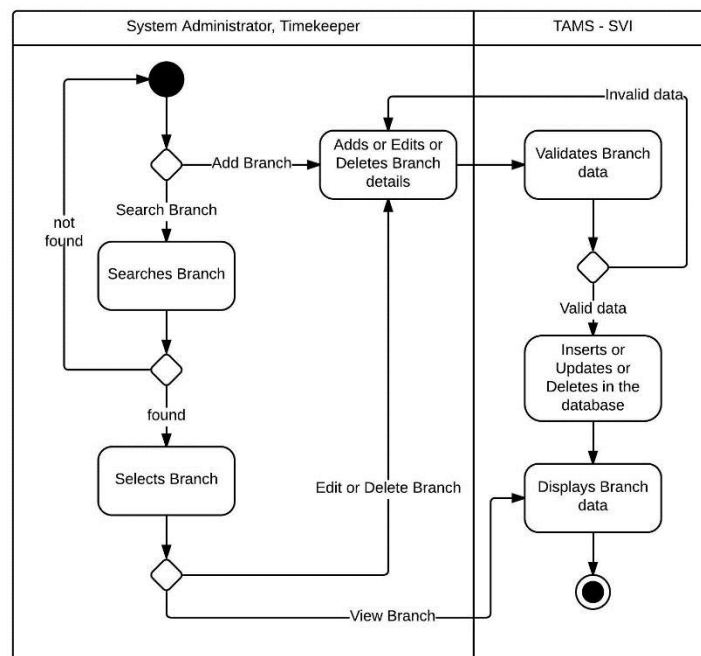 System Administrator, Timekeeper
TAMS - SVI
Invalid data
Adds or Edits or
Deletes Branch
details
Validates Branch
data
Add Branch
Search Branch
not
found
Searches Branch
Valid data
Inserts or
Updates or
Deletes in the
database
found
Selects Branch
Edit or Delete Branch
Displays Branch
data
View Branch